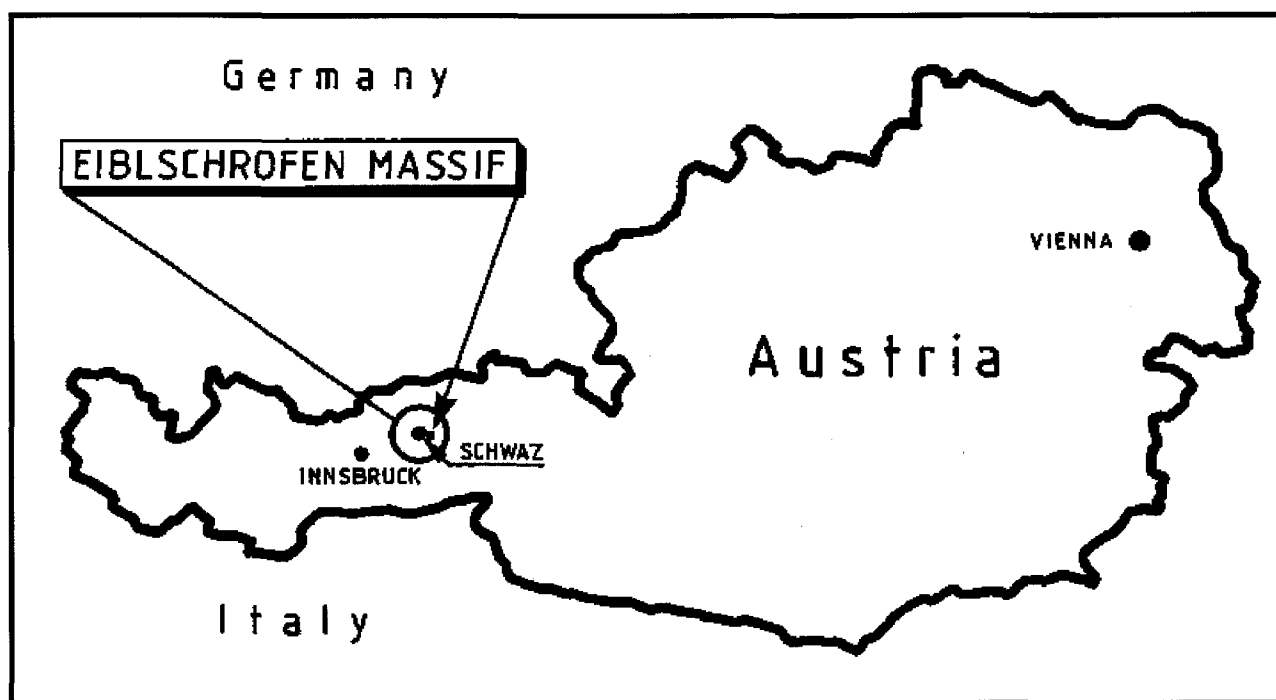 Germany
EIBLSCHROFEN MASSIF
VIENNA
Austria
SCHWAZ
INNSBRUCK
Italy